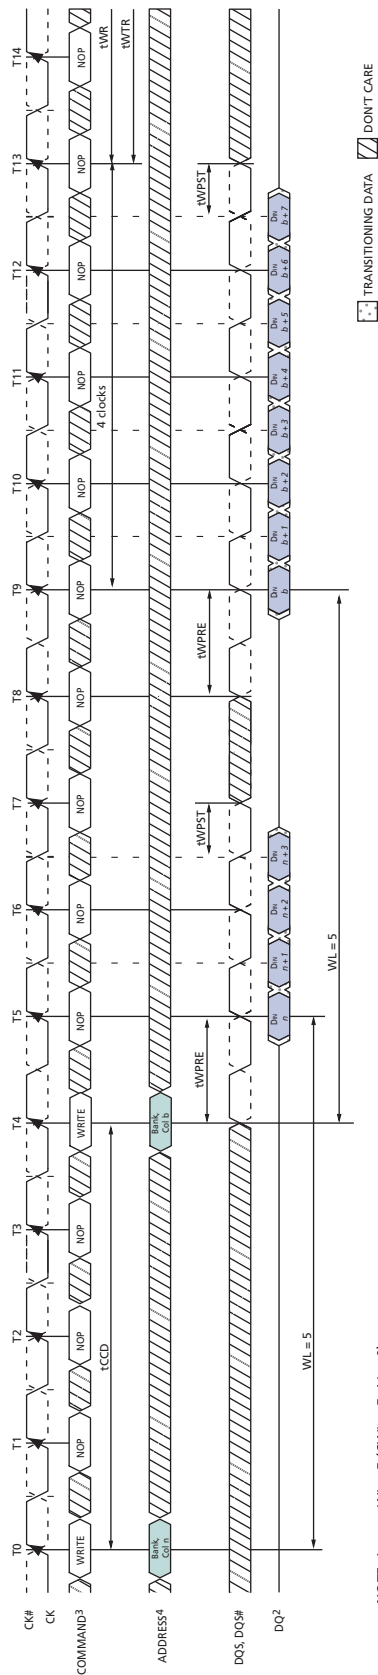 T0 T1 T2 T3 T4 T5 T6 T7 T8 T9 T10 T11 T12 T13 T14
CK#
CK
COMMAND3
WRITE NOP NOP NOP WRITE NOP NOP NOP NOP NOP NOP NOP NOP NOP NOP
tCCD
4 clocks
tWR
tWTR
ADDRESS4
Bank, Col n
Bank, Col b
tWPRE
tWPST
tWPRE
tWPST
DQS, DQS#
DQ2
DIN n
DIN n + 1
DIN n + 2
DIN n + 3
DIN b
DIN b + 1
DIN b + 2
DIN b + 3
DIN b + 4
DIN b + 5
DIN b + 6
DIN b + 7
WL = 5
WL = 5
TRANSITIONING DATA
DON'T CARE